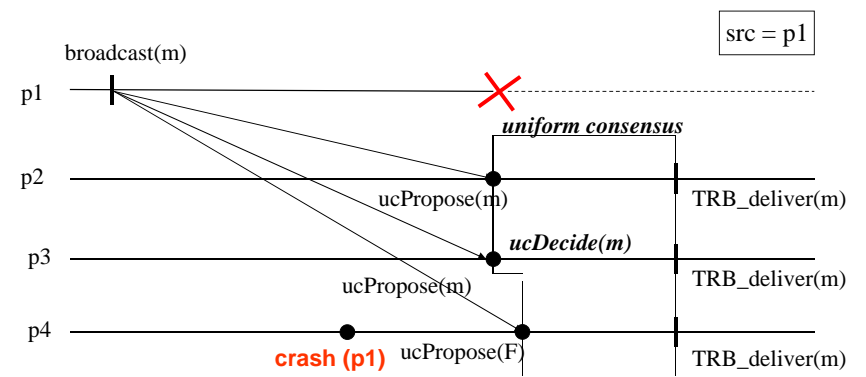 src = p1
broadcast(m)
p1
uniform consensus
p2
ucPropose(m)
TRB_deliver(m)
ucDecide(m)
p3
ucPropose(m)
TRB_deliver(m)
p4
crash (p1)
ucPropose(F)
TRB_deliver(m)